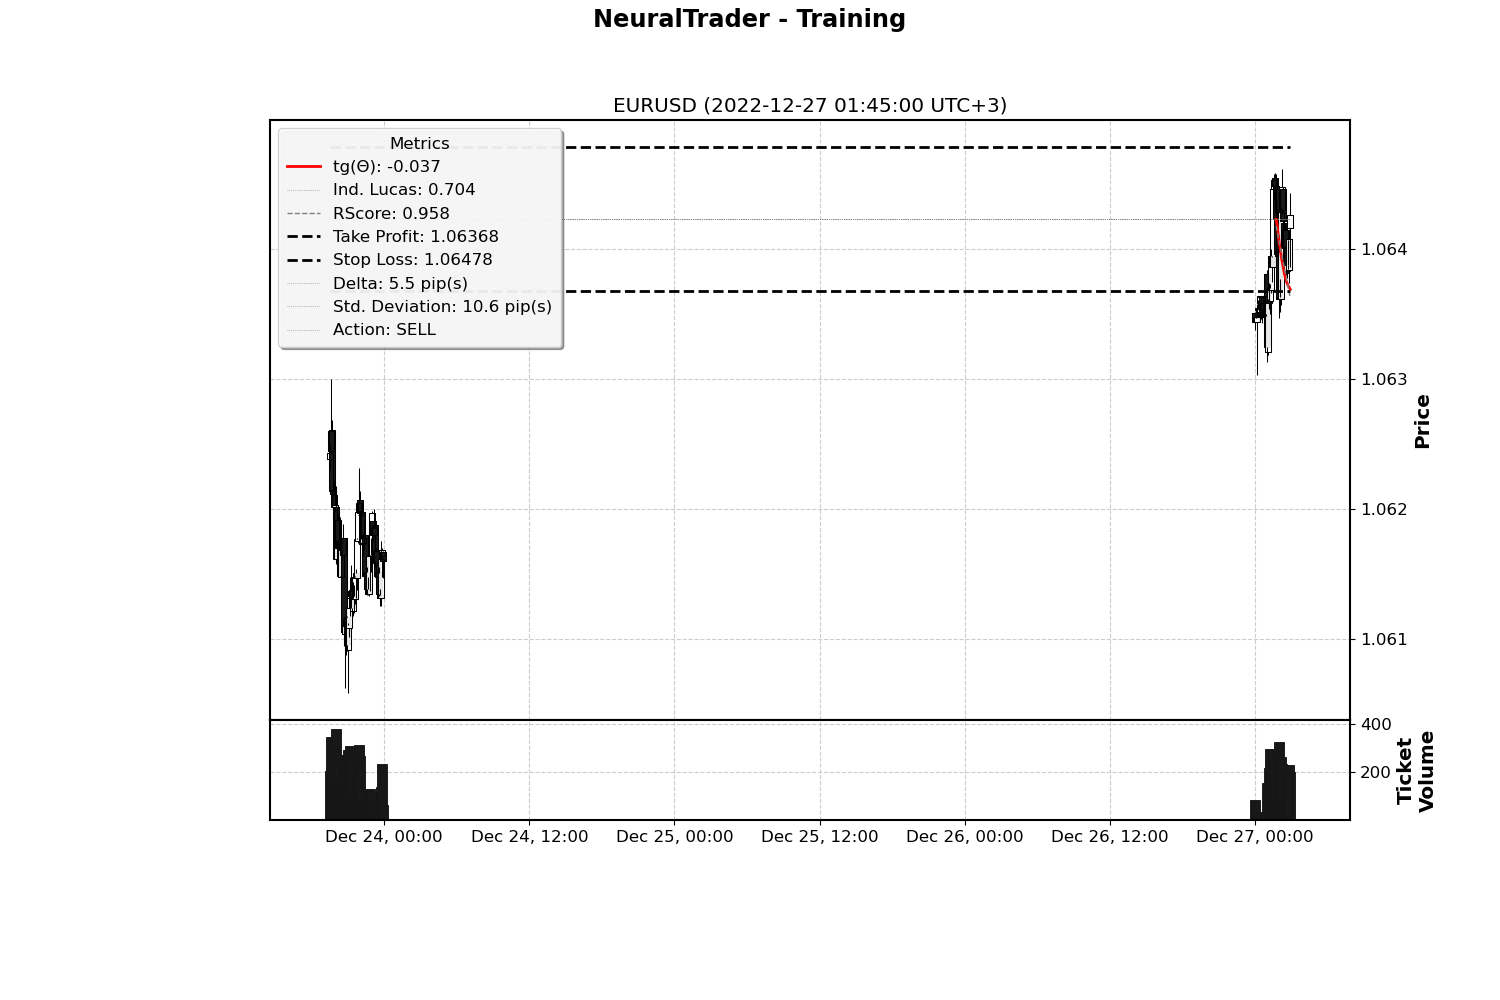 NeuralTrader - Training
EURUSD (2022-12-27 01:45:00 UTC+3)
Metrics
tg(Θ): -0.037
Ind. Lucas: 0.704
RScore: 0.958
Take Profit: 1.06368
Stop Loss: 1.06478
Delta: 5.5 pip(s)
Std. Deviation: 10.6 pip(s)
Action: SELL
1.064
1.063
1.062
1.061
Price
400
200
Ticket
Volume
Dec 24, 00:00
Dec 24, 12:00
Dec 25, 00:00
Dec 25, 12:00
Dec 26, 00:00
Dec 26, 12:00
Dec 27, 00:00